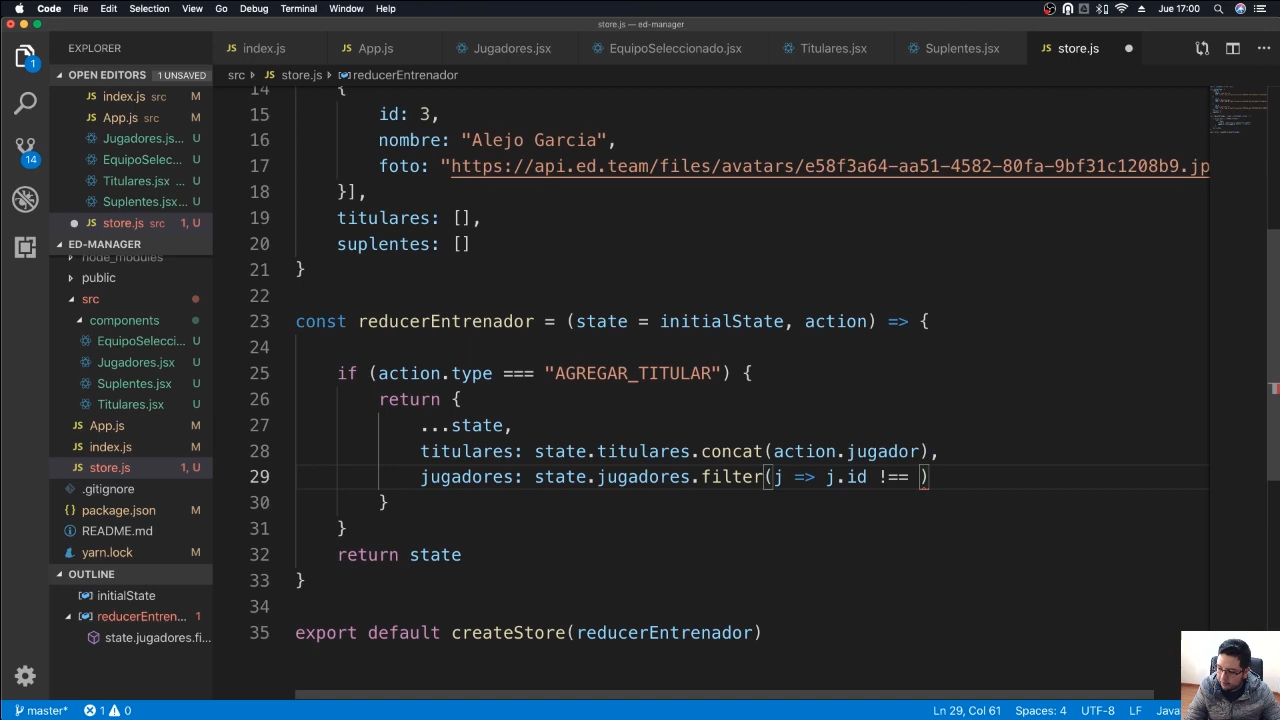 Code File Edit Selection View Go Debug Terminal Window Help Jue 17:00
store.js — ed-manager
EXPLORER
index.js App.js Jugadores.jsx EquipoSeleccionado.jsx Titulares.jsx Suplentes.jsx store.js
OPEN EDITORS 1 UNSAVED
index.js src M
App.js src M
Jugadores.js... U
EquipoSelec... U
Titulares.jsx ... U
Suplentes.jsx... U
store.js src 1, U
ED-MANAGER
node_modules
public
src
components
EquipoSelecci... U
Jugadores.jsx U
Suplentes.jsx U
Titulares.jsx U
App.js M
index.js M
store.js 1, U
.gitignore
package.json M
README.md
yarn.lock M
OUTLINE
initialState
reducerEntren... 1
state.jugadores.fi...
1
14
src › store.js › reducerEntrenador
14 {
15 id: 3,
16 nombre: "Alejo Garcia",
17 foto: "https://api.ed.team/files/avatars/e58f3a64-aa51-4582-80fa-9bf31c1208b9.jp
18 }],
19 titulares: [],
20 suplentes: []
21 }
22
23 const reducerEntrenador = (state = initialState, action) => {
24
25 if (action.type === "AGREGAR_TITULAR") {
26 return {
27 ...state,
28 titulares: state.titulares.concat(action.jugador),
29 jugadores: state.jugadores.filter(j => j.id !== )
30 }
31 }
32 return state
33 }
34
35 export default createStore(reducerEntrenador)
master* 1 0 Ln 29, Col 61 Spaces: 4 UTF-8 LF Java